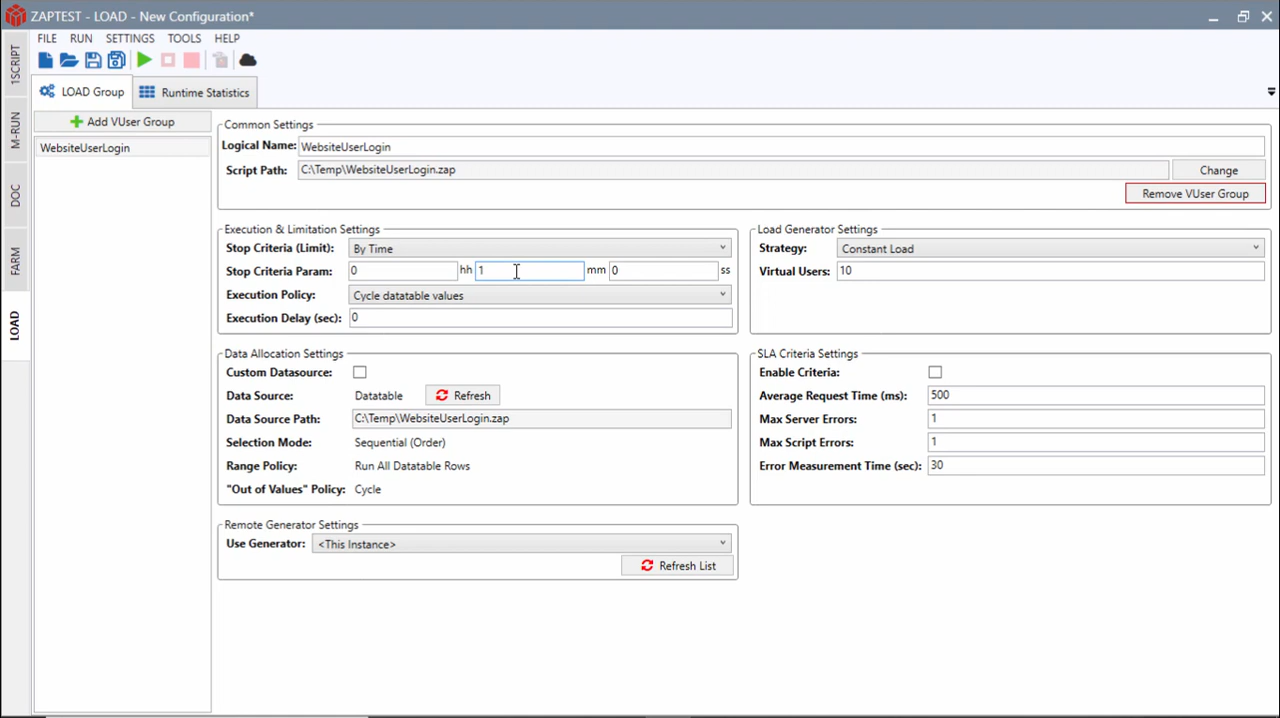 ZAPTEST - LOAD - New Configuration*
FILE RUN SETTINGS TOOLS HELP
1SCRIPT
M-RUN
DOC
FARM
LOAD
LOAD Group Runtime Statistics
Add VUser Group
WebsiteUserLogin
Common Settings
Logical Name: WebsiteUserLogin
Script Path: C:\Temp\WebsiteUserLogin.zap Change
Remove VUser Group
Execution & Limitation Settings
Stop Criteria (Limit): By Time
Stop Criteria Param: 0 hh 1 mm 0 ss
Execution Policy: Cycle datatable values
Execution Delay (sec): 0
Load Generator Settings
Strategy: Constant Load
Virtual Users: 10
Data Allocation Settings
Custom Datasource:
Data Source: Datatable Refresh
Data Source Path: C:\Temp\WebsiteUserLogin.zap
Selection Mode: Sequential (Order)
Range Policy: Run All Datatable Rows
"Out of Values" Policy: Cycle
SLA Criteria Settings
Enable Criteria:
Average Request Time (ms): 500
Max Server Errors: 1
Max Script Errors: 1
Error Measurement Time (sec): 30
Remote Generator Settings
Use Generator: <This Instance>
Refresh List